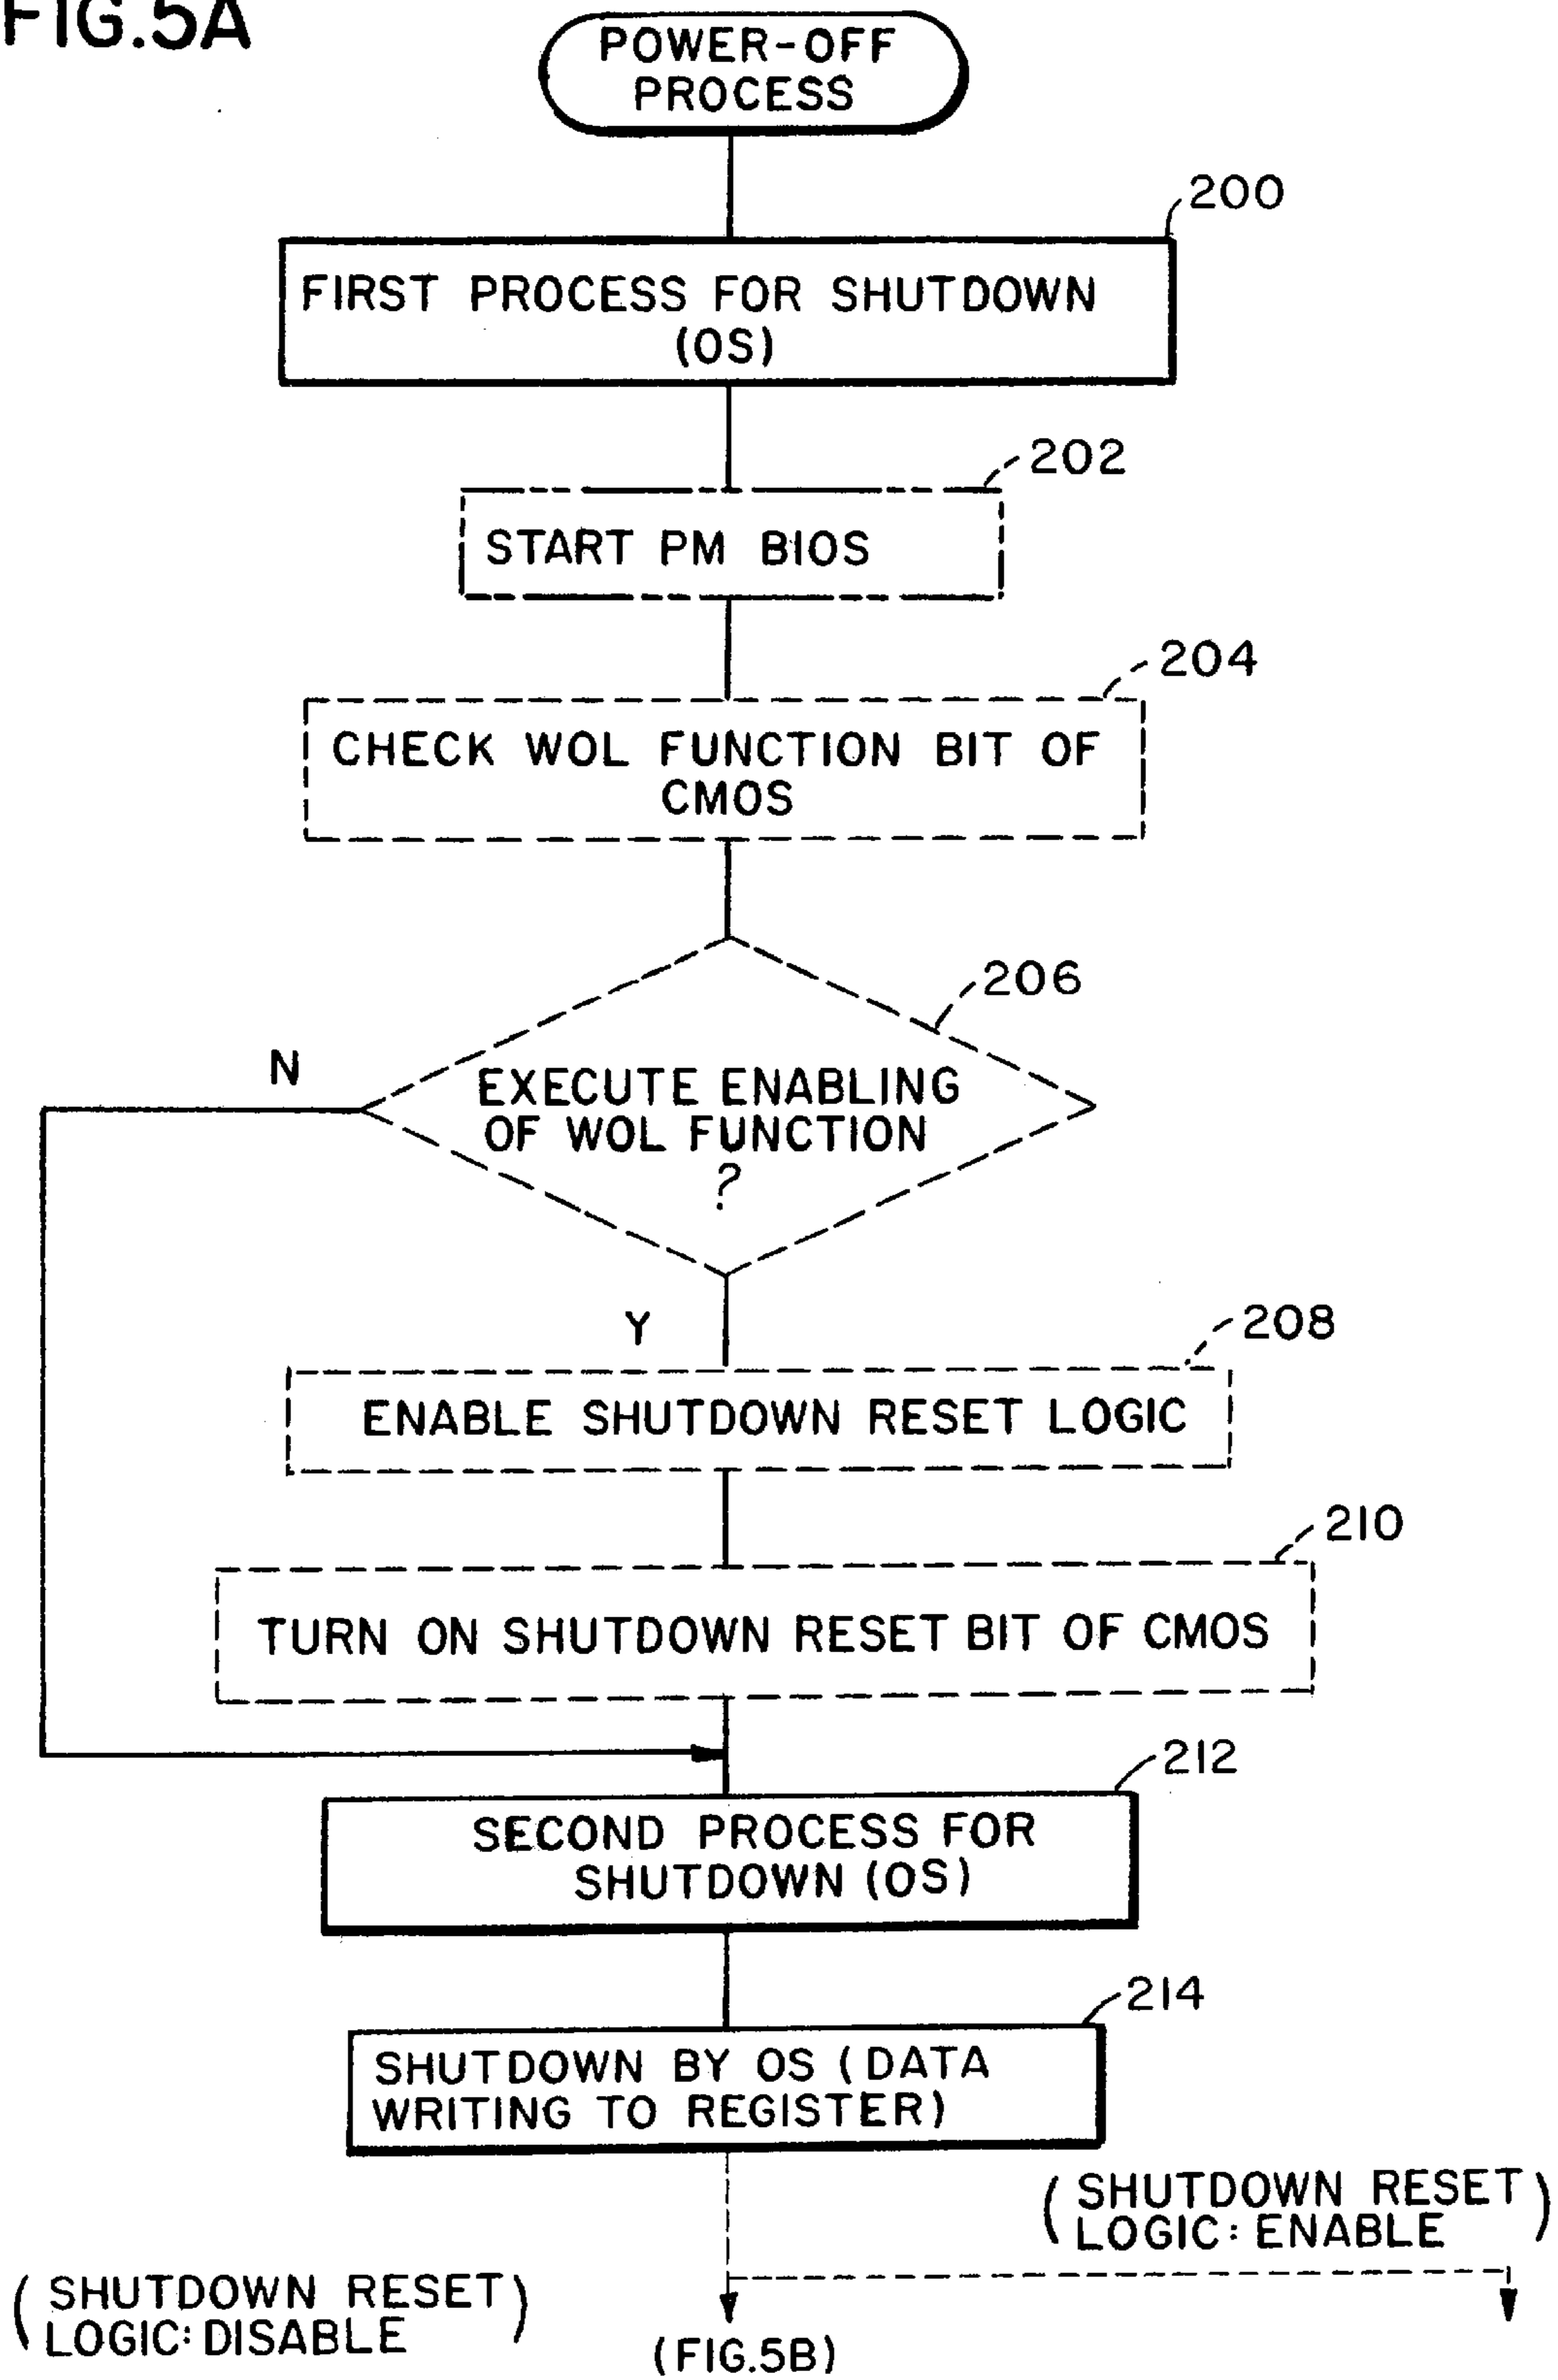 FIG.5A
POWER-OFF
PROCESS
200
FIRST PROCESS FOR SHUTDOWN
(OS)
202
START PM BIOS
204
CHECK WOL FUNCTION BIT OF
CMOS
206
N
EXECUTE ENABLING
OF WOL FUNCTION
?
Y
208
ENABLE SHUTDOWN RESET LOGIC
210
TURN ON SHUTDOWN RESET BIT OF CMOS
212
SECOND PROCESS FOR
SHUTDOWN (OS)
214
SHUTDOWN BY OS (DATA
WRITING TO REGISTER)
(SHUTDOWN RESET
LOGIC: ENABLE)
(SHUTDOWN RESET
LOGIC: DISABLE)
(FIG.5B)